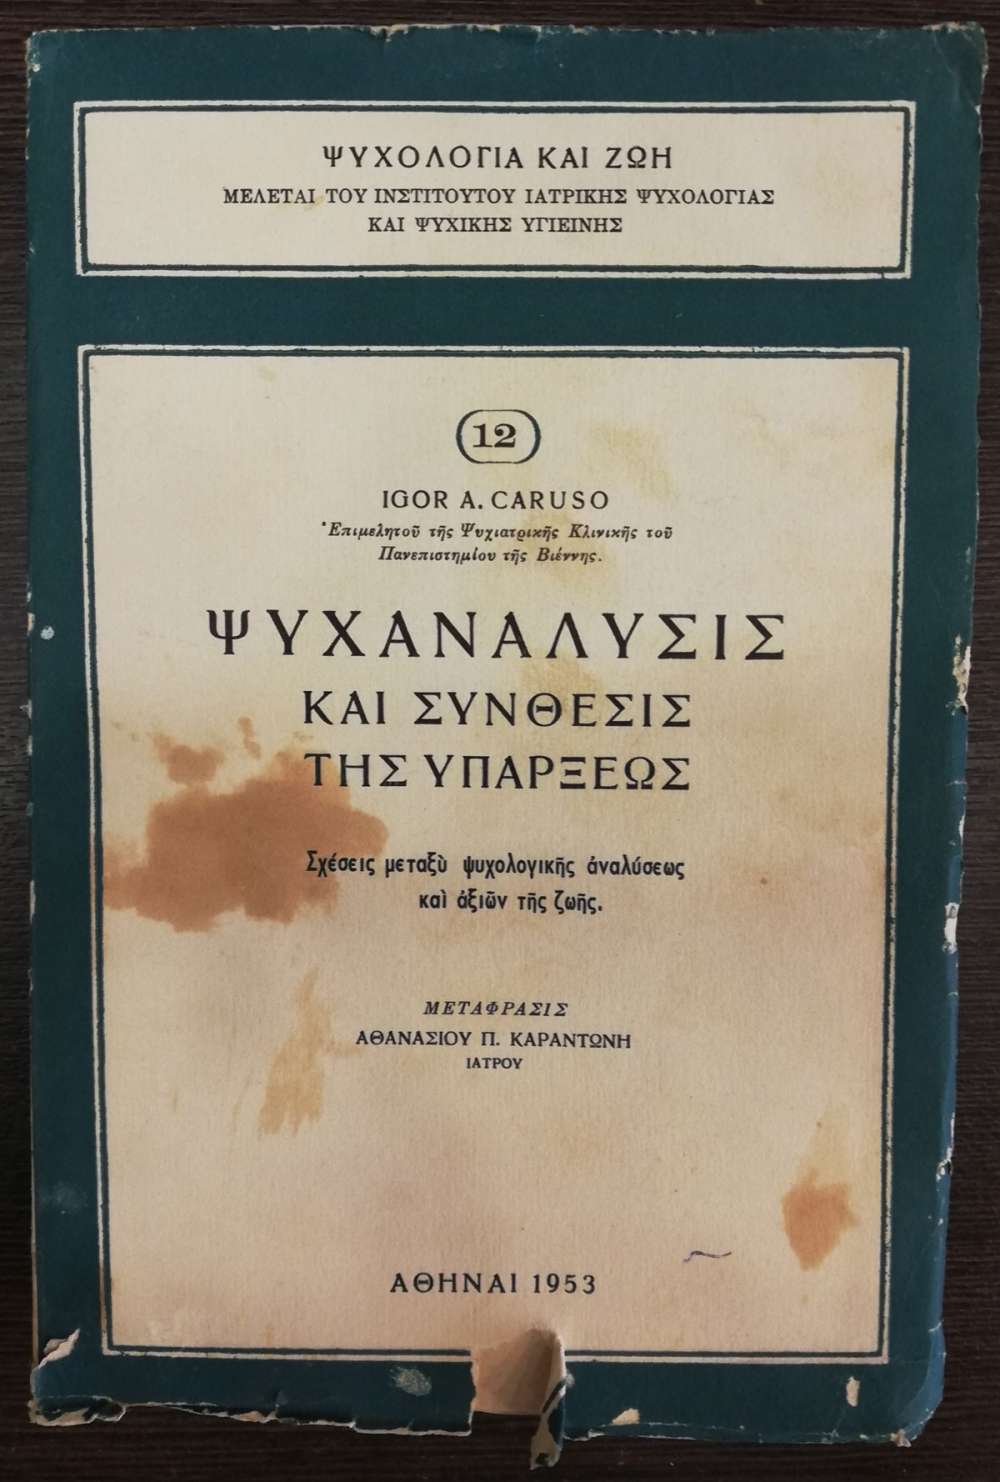 ΨΥΧΟΛΟΓΙΑ ΚΑΙ ΖΩΗ
ΜΕΛΕΤΑΙ ΤΟΥ ΙΝΣΤΙΤΟΥΤΟΥ ΙΑΤΡΙΚΗΣ ΨΥΧΟΛΟΓΙΑΣ
ΚΑΙ ΨΥΧΙΚΗΣ ΥΓΙΕΙΝΗΣ
12
IGOR A. CARUSO
Ἐπιμελητοῦ τῆς Ψυχιατρικῆς Κλινικῆς τοῦ
Πανεπιστημίου τῆς Βιέννης.
ΨΥΧΑΝΑΛΥΣΙΣ
ΚΑΙ ΣΥΝΘΕΣΙΣ
ΤΗΣ ΥΠΑΡΞΕΩΣ
Σχέσεις μεταξὺ ψυχολογικῆς ἀναλύσεως
καὶ ἀξιῶν τῆς ζωῆς.
ΜΕΤΑΦΡΑΣΙΣ
ΑΘΑΝΑΣΙΟΥ Π. ΚΑΡΑΝΤΩΝΗ
ΙΑΤΡΟΥ
ΑΘΗΝΑΙ 1953